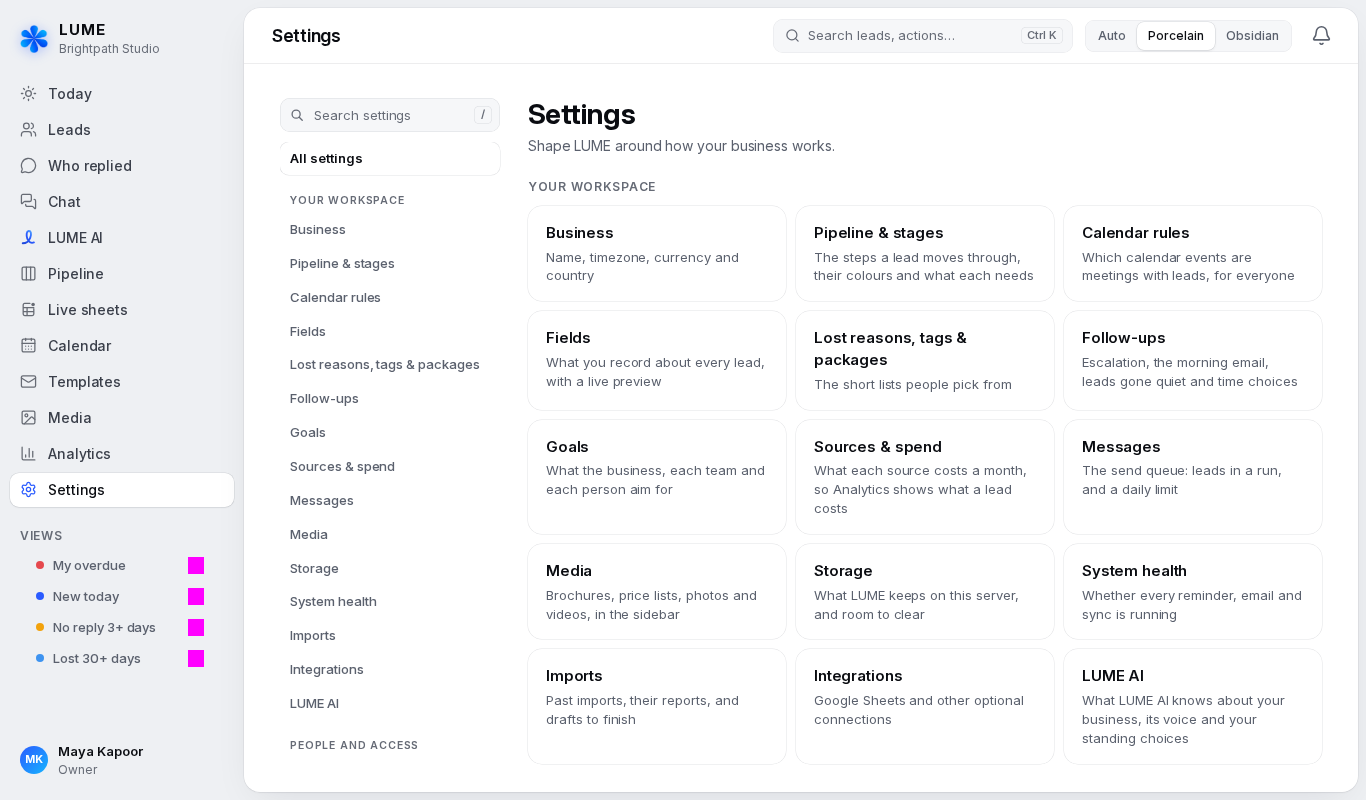 LUME
Brightpath Studio
Today
Leads
Who replied
Chat
LUME AI
Pipeline
Live sheets
Calendar
Templates
Media
Analytics
Settings
VIEWS
My overdue
New today
No reply 3+ days
Lost 30+ days
MK
Maya Kapoor
Owner
Settings
Search leads, actions...
Ctrl K
Auto
Porcelain
Obsidian
Search settings
/
All settings
YOUR WORKSPACE
Business
Pipeline & stages
Calendar rules
Fields
Lost reasons, tags & packages
Follow-ups
Goals
Sources & spend
Messages
Media
Storage
System health
Imports
Integrations
LUME AI
PEOPLE AND ACCESS
Settings
Shape LUME around how your business works.
YOUR WORKSPACE
Business
Name, timezone, currency and
country
Pipeline & stages
The steps a lead moves through,
their colours and what each needs
Calendar rules
Which calendar events are
meetings with leads, for everyone
Fields
What you record about every lead,
with a live preview
Lost reasons, tags &
packages
The short lists people pick from
Follow-ups
Escalation, the morning email,
leads gone quiet and time choices
Goals
What the business, each team and
each person aim for
Sources & spend
What each source costs a month,
so Analytics shows what a lead
costs
Messages
The send queue: leads in a run,
and a daily limit
Media
Brochures, price lists, photos and
videos, in the sidebar
Storage
What LUME keeps on this server,
and room to clear
System health
Whether every reminder, email and
sync is running
Imports
Past imports, their reports, and
drafts to finish
Integrations
Google Sheets and other optional
connections
LUME AI
What LUME AI knows about your
business, its voice and your
standing choices